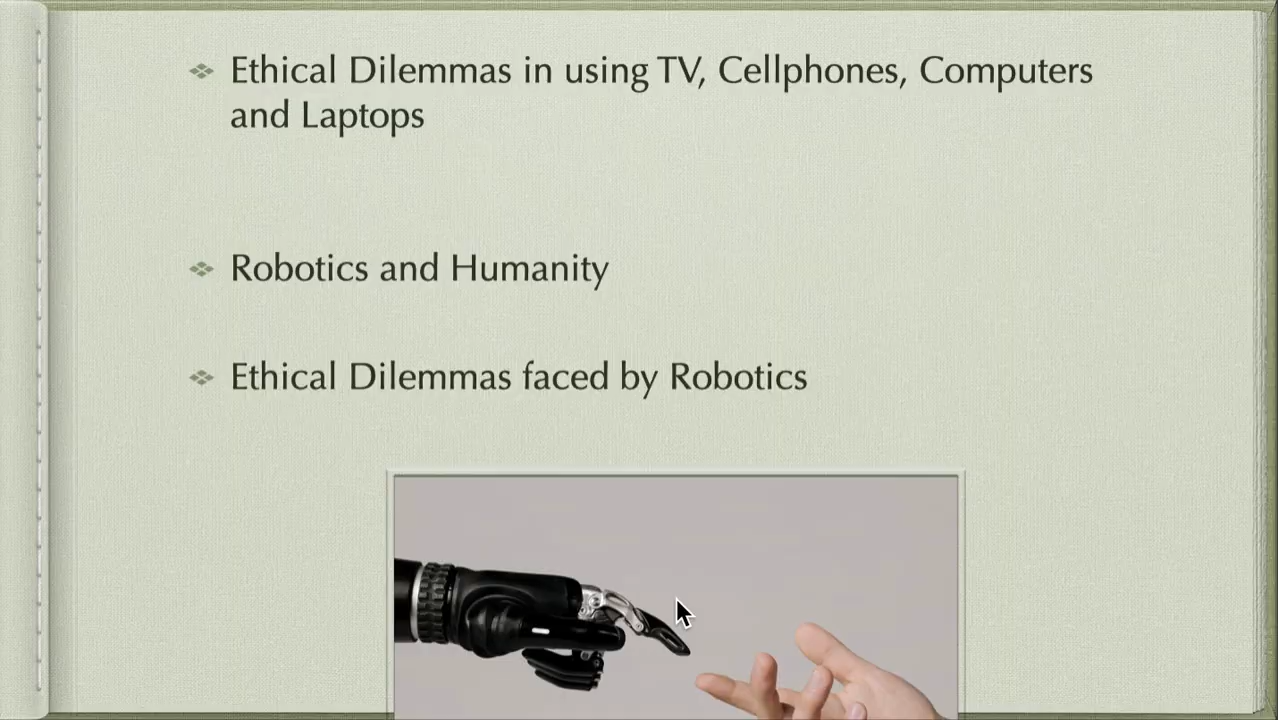 Ethical Dilemmas in using TV, Cellphones, Computers
and Laptops
Robotics and Humanity
Ethical Dilemmas faced by Robotics